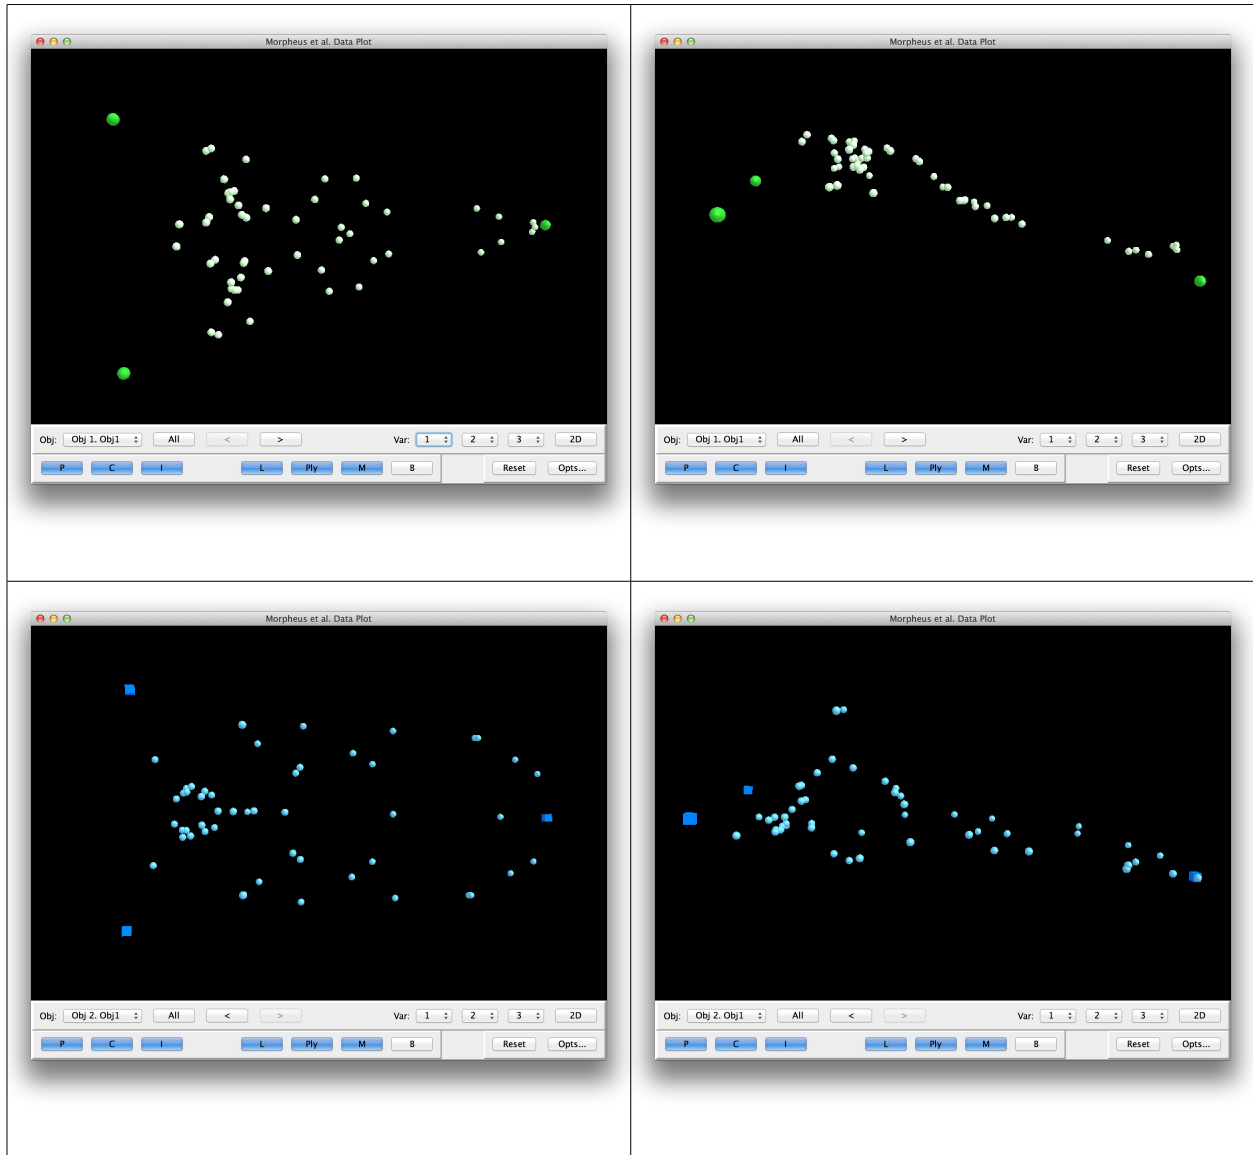 Morpheus et al. Data Plot
Obj: Obj 1. Obj1 All < > Var: 1 2 3 2D
P C I L Ply M B Reset Opts...
Morpheus et al. Data Plot
Obj: Obj 1. Obj1 All < > Var: 1 2 3 2D
P C I L Ply M B Reset Opts...
Morpheus et al. Data Plot
Obj: Obj 2. Obj1 All < > Var: 1 2 3 2D
P C I L Ply M B Reset Opts...
Morpheus et al. Data Plot
Obj: Obj 2. Obj1 All < > Var: 1 2 3 2D
P C I L Ply M B Reset Opts...